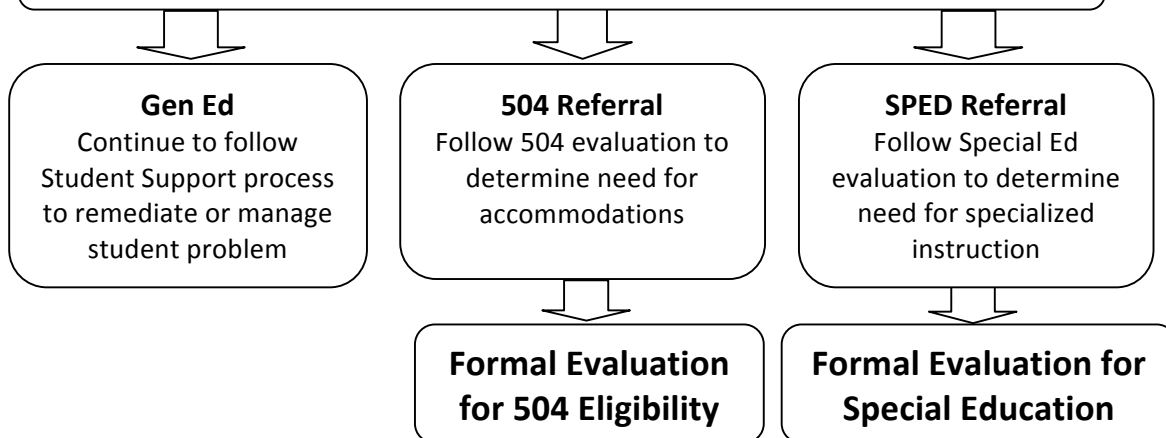 Gen Ed
Continue to follow
Student Support process
to remediate or manage
student problem
504 Referral
Follow 504 evaluation to
determine need for
accommodations
SPED Referral
Follow Special Ed
evaluation to determine
need for specialized
instruction
Formal Evaluation
for 504 Eligibility
Formal Evaluation for
Special Education